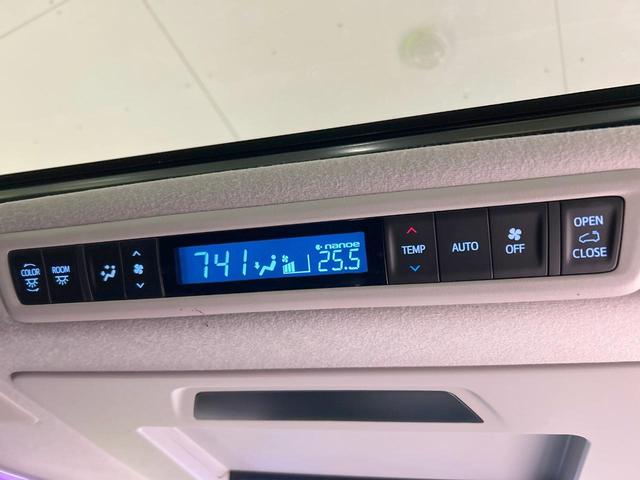 COLOR
ROOM
741
nanoe
25.5
TEMP
AUTO
OFF
OPEN
CLOSE